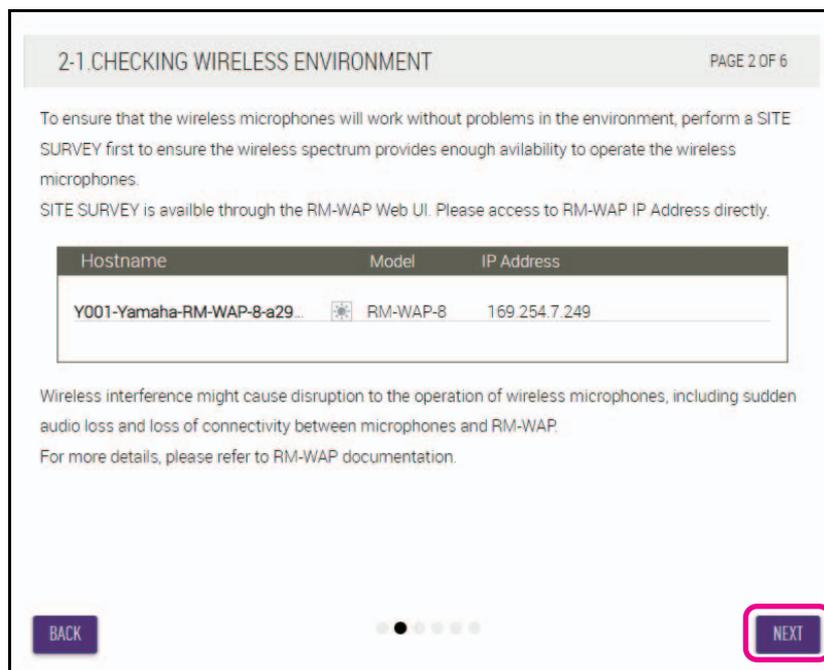 2-1.CHECKING WIRELESS ENVIRONMENT PAGE 2 OF 6
To ensure that the wireless microphones will work without problems in the environment, perform a SITE
SURVEY first to ensure the wireless spectrum provides enough avilability to operate the wireless
microphones.
SITE SURVEY is availble through the RM-WAP Web UI. Please access to RM-WAP IP Address directly.
Hostname Model IP Address
Y001-Yamaha-RM-WAP-8-a29... RM-WAP-8 169.254.7.249
Wireless interference might cause disruption to the operation of wireless microphones, including sudden
audio loss and loss of connectivity between microphones and RM-WAP.
For more details, please refer to RM-WAP documentation.
BACK NEXT